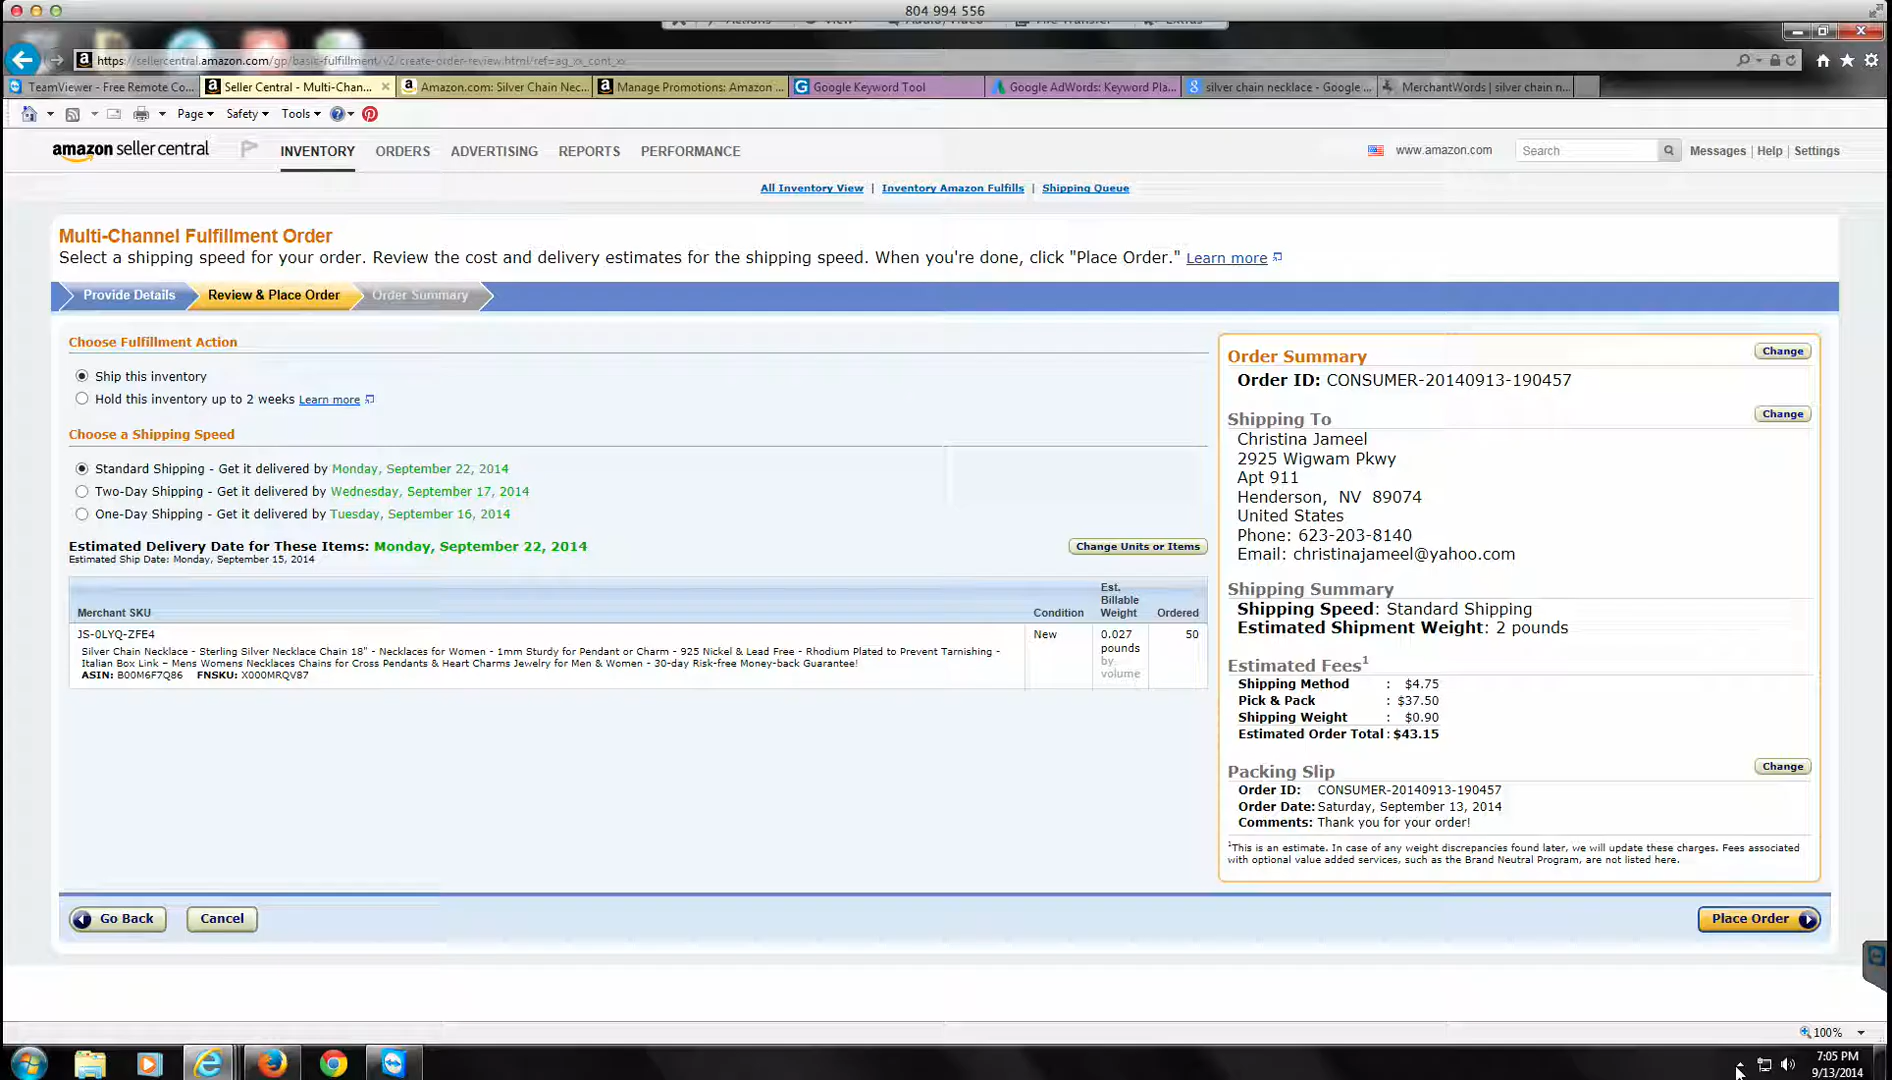 804 994 556
https://sellercentral.amazon.com/gp/basic-fulfillment/v2/create-order-review.html/ref=ag_xx_cont_xx
TeamViewer - Free Remote Co...
Seller Central - Multi-Chan...
Amazon.com: Silver Chain Nec...
Manage Promotions: Amazon ...
Google Keyword Tool
Google AdWords: Keyword Pla...
silver chain necklace - Google ...
MerchantWords | silver chain n...
Page
Safety
Tools
amazon seller central
INVENTORY
ORDERS
ADVERTISING
REPORTS
PERFORMANCE
www.amazon.com
Search
Messages | Help | Settings
All Inventory View | Inventory Amazon Fulfills | Shipping Queue
Multi-Channel Fulfillment Order
Select a shipping speed for your order. Review the cost and delivery estimates for the shipping speed. When you're done, click "Place Order." Learn more
Provide Details
Review & Place Order
Order Summary
Choose Fulfillment Action
Ship this inventory
Hold this inventory up to 2 weeks Learn more
Choose a Shipping Speed
Standard Shipping - Get it delivered by Monday, September 22, 2014
Two-Day Shipping - Get it delivered by Wednesday, September 17, 2014
One-Day Shipping - Get it delivered by Tuesday, September 16, 2014
Estimated Delivery Date for These Items: Monday, September 22, 2014
Estimated Ship Date: Monday, September 15, 2014
Change Units or Items
Merchant SKU
Condition
Est.
Billable
Weight
Ordered
JS-0LYQ-ZFE4
Silver Chain Necklace - Sterling Silver Necklace Chain 18" - Necklaces for Women - 1mm Sturdy for Pendant or Charm - 925 Nickel & Lead Free - Rhodium Plated to Prevent Tarnishing -
Italian Box Link – Mens Womens Necklaces Chains for Cross Pendants & Heart Charms Jewelry for Men & Women - 30-day Risk-free Money-back Guarantee!
ASIN: B00M6F7Q86 FNSKU: X000MRQV87
New
0.027
pounds
by
volume
50
Order Summary
Change
Order ID: CONSUMER-20140913-190457
Shipping To
Change
Christina Jameel
2925 Wigwam Pkwy
Apt 911
Henderson, NV 89074
United States
Phone: 623-203-8140
Email: christinajameel@yahoo.com
Shipping Summary
Shipping Speed: Standard Shipping
Estimated Shipment Weight: 2 pounds
Estimated Fees1
Shipping Method : $4.75
Pick & Pack : $37.50
Shipping Weight : $0.90
Estimated Order Total : $43.15
Packing Slip
Change
Order ID: CONSUMER-20140913-190457
Order Date: Saturday, September 13, 2014
Comments: Thank you for your order!
1This is an estimate. In case of any weight discrepancies found later, we will update these charges. Fees associated
with optional value added services, such as the Brand Neutral Program, are not listed here.
Go Back
Cancel
Place Order
100%
7:05 PM
9/13/2014